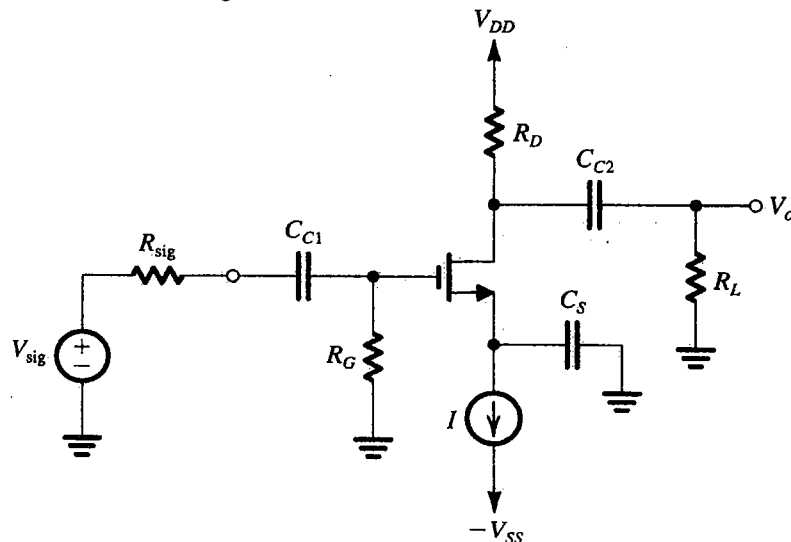 V_DD
R_D
C_C2
V_o
C_C1
R_sig
R_L
C_S
V_sig
+
−
R_G
I
−V_SS